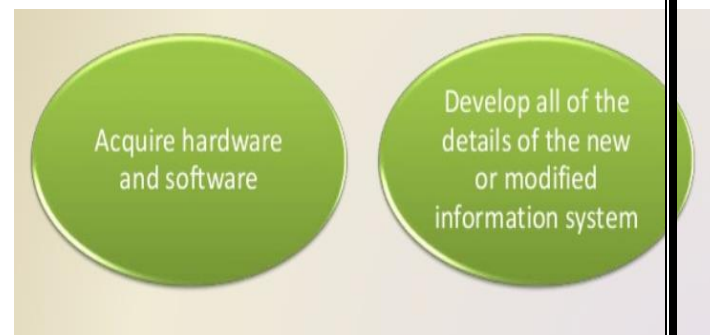 Acquire hardware
and software
Develop all of the
details of the new
or modified
information system